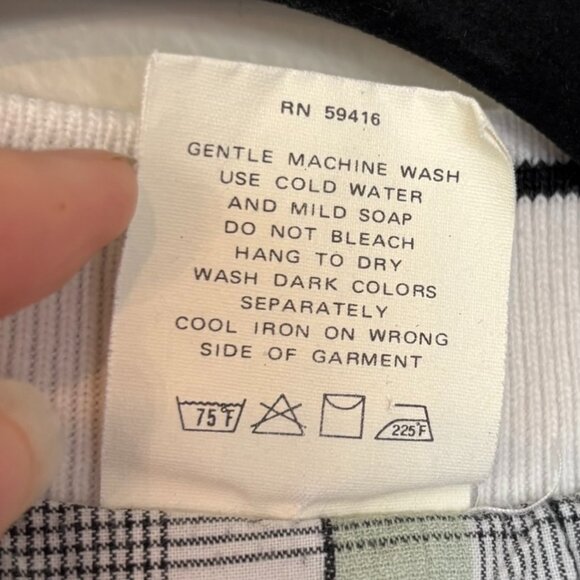 RN 59416
GENTLE MACHINE WASH
USE COLD WATER
AND MILD SOAP
DO NOT BLEACH
HANG TO DRY
WASH DARK COLORS
SEPARATELY
COOL IRON ON WRONG
SIDE OF GARMENT
75°F 225°F